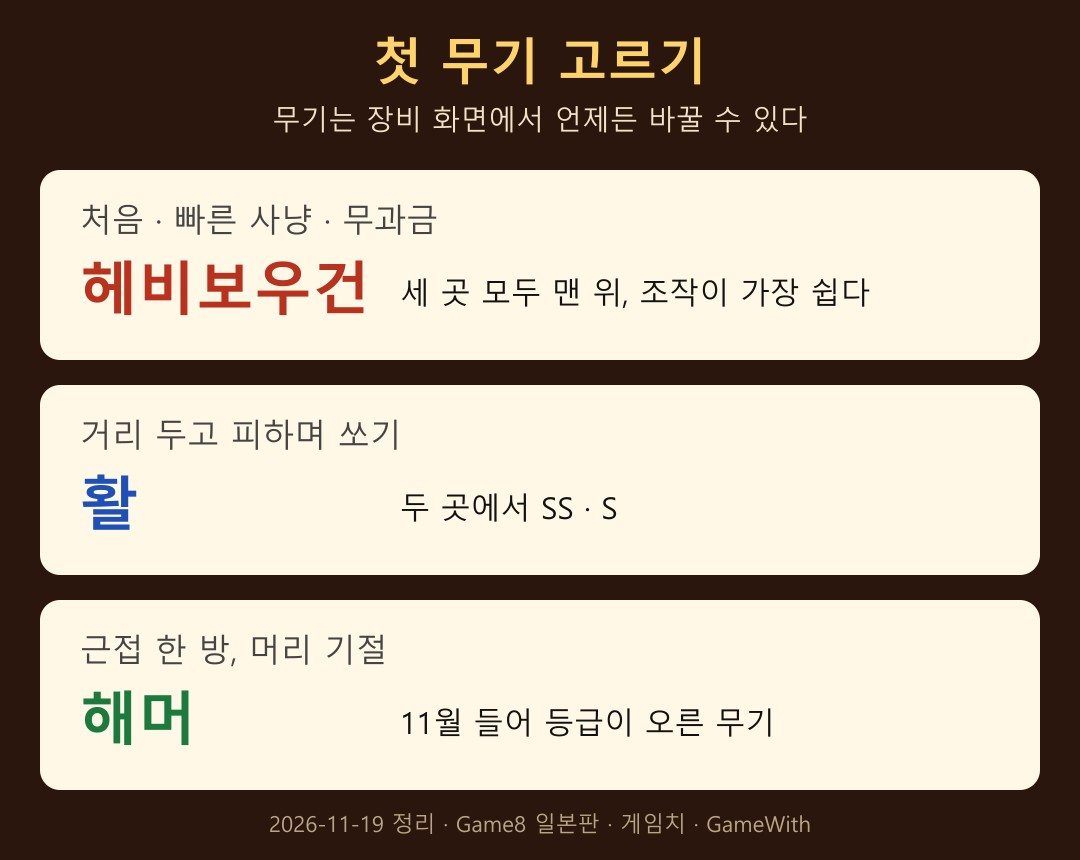 첫 무기 고르기
무기는 장비 화면에서 언제든 바꿀 수 있다
처음 · 빠른 사냥 · 무과금
헤비보우건 세 곳 모두 맨 위, 조작이 가장 쉽다
거리 두고 피하며 쏘기
활 두 곳에서 SS · S
근접 한 방, 머리 기절
해머 11월 들어 등급이 오른 무기
2026-11-19 정리 · Game8 일본판 · 게임치 · GameWith